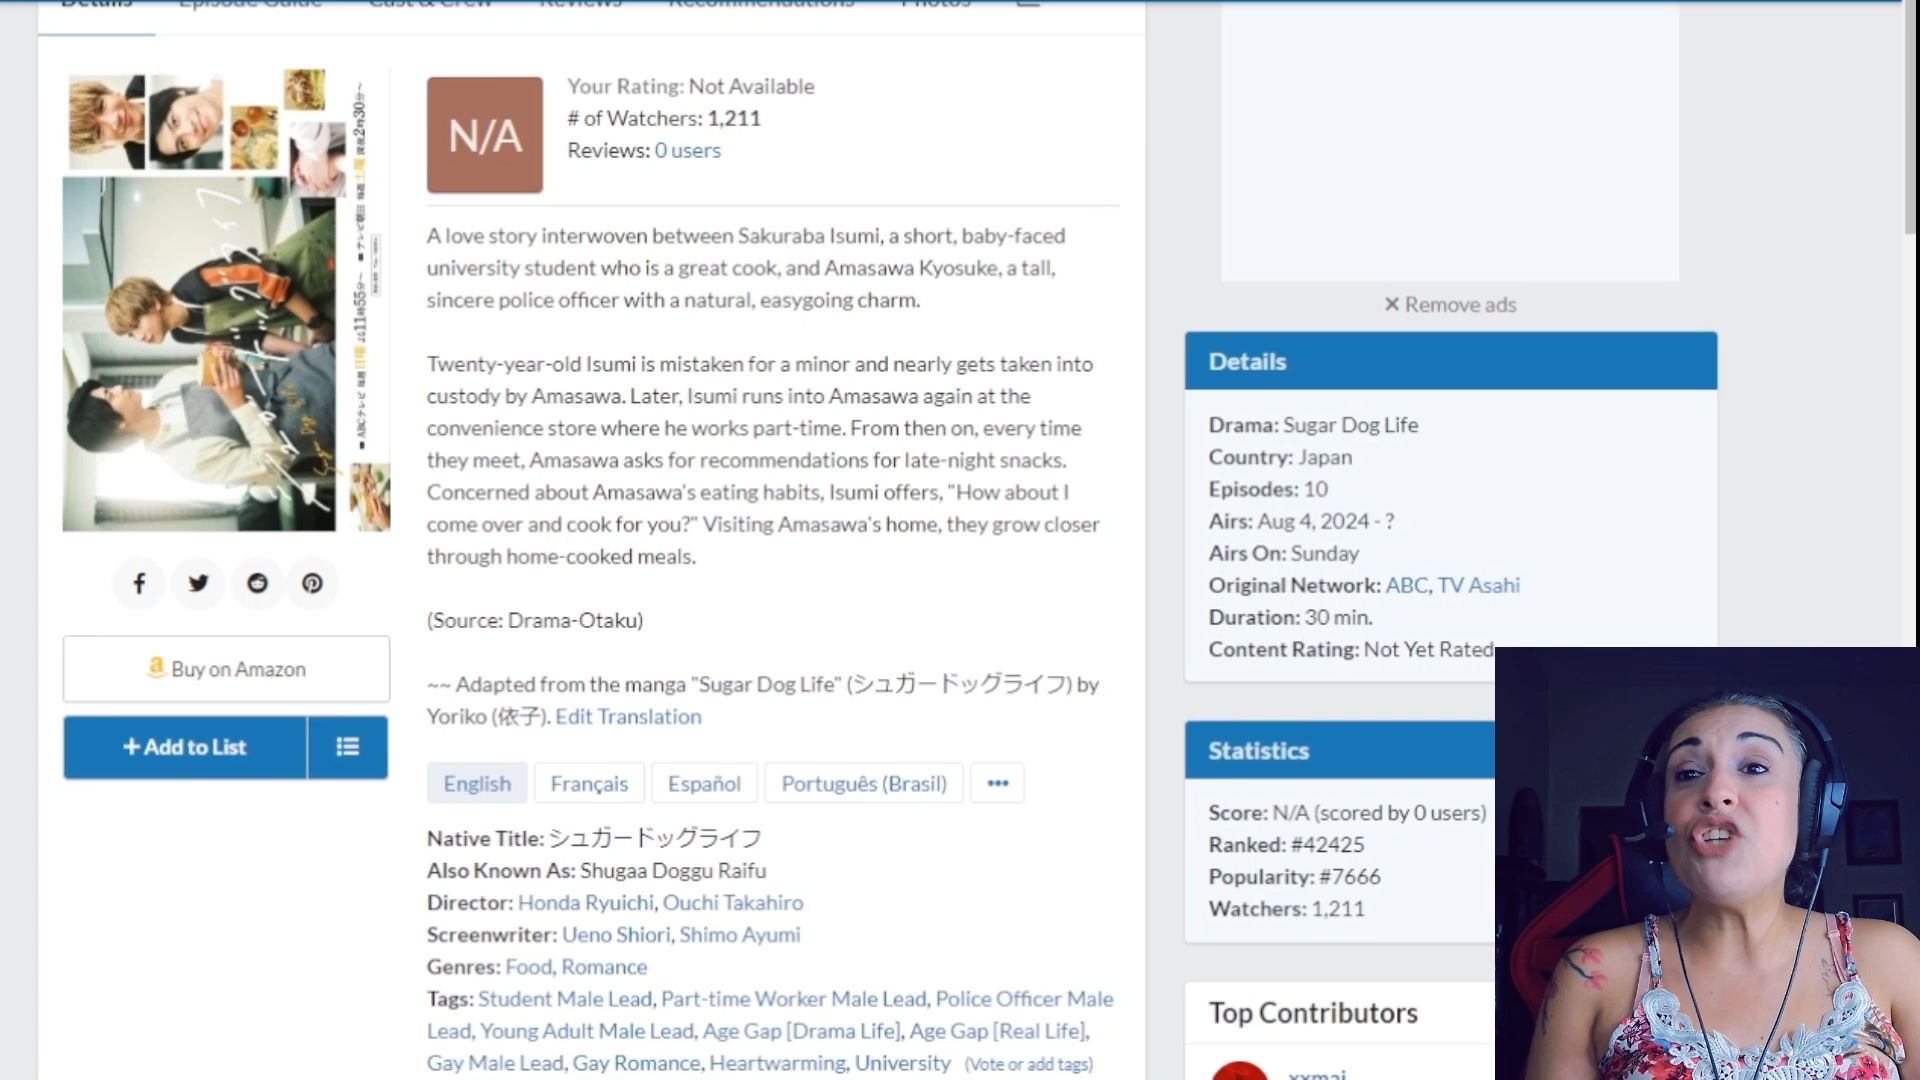 Details Episode Guide Cast & Crew Reviews Recommendations Photos
N/A
Your Rating: Not Available
# of Watchers: 1,211
Reviews: 0 users
A love story interwoven between Sakuraba Isumi, a short, baby-faced
university student who is a great cook, and Amasawa Kyosuke, a tall,
sincere police officer with a natural, easygoing charm.
Twenty-year-old Isumi is mistaken for a minor and nearly gets taken into
custody by Amasawa. Later, Isumi runs into Amasawa again at the
convenience store where he works part-time. From then on, every time
they meet, Amasawa asks for recommendations for late-night snacks.
Concerned about Amasawa's eating habits, Isumi offers, "How about I
come over and cook for you?" Visiting Amasawa's home, they grow closer
through home-cooked meals.
(Source: Drama-Otaku)
~~ Adapted from the manga "Sugar Dog Life" (シュガードッグライフ) by
Yoriko (依子). Edit Translation
English Français Español Português (Brasil) •••
Native Title: シュガードッグライフ
Also Known As: Shugaa Doggu Raifu
Director: Honda Ryuichi, Ouchi Takahiro
Screenwriter: Ueno Shiori, Shimo Ayumi
Genres: Food, Romance
Tags: Student Male Lead, Part-time Worker Male Lead, Police Officer Male
Lead, Young Adult Male Lead, Age Gap [Drama Life], Age Gap [Real Life],
Gay Male Lead, Gay Romance, Heartwarming, University (Vote or add tags)
Sugar Dog Life
Buy on Amazon
+ Add to List
× Remove ads
Details
Drama: Sugar Dog Life
Country: Japan
Episodes: 10
Airs: Aug 4, 2024 - ?
Airs On: Sunday
Original Network: ABC, TV Asahi
Duration: 30 min.
Content Rating: Not Yet Rated
Statistics
Score: N/A (scored by 0 users)
Ranked: #42425
Popularity: #7666
Watchers: 1,211
Top Contributors